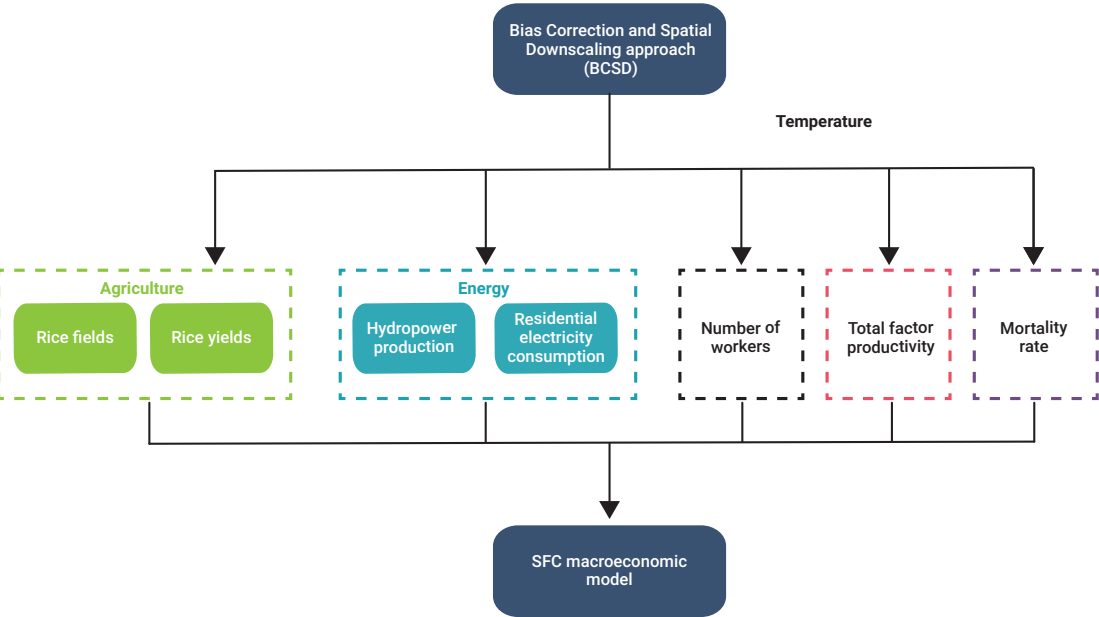 Bias Correction and Spatial
Downscaling approach
(BCSD)
Temperature
Agriculture
Rice fields
Rice yields
Energy
Hydropower
production
Residential
electricity
consumption
Number of
workers
Total factor
productivity
Mortality
rate
SFC macroeconomic
model